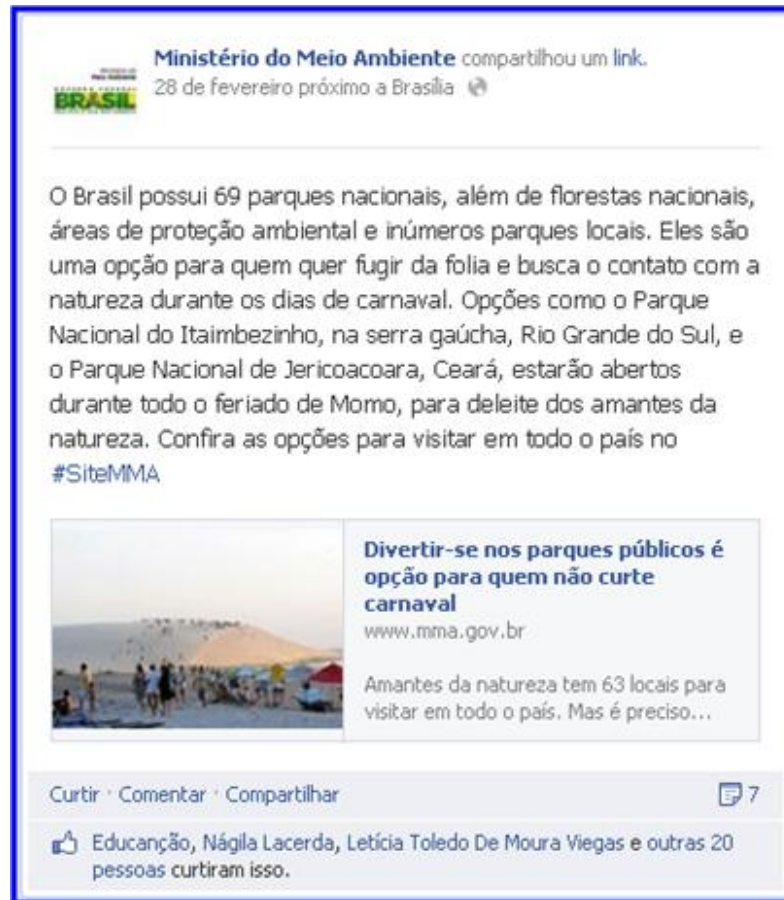 Ministério do Meio Ambiente compartilhou um link.
28 de fevereiro próximo a Brasília
Meio Ambiente
BRASIL
O Brasil possui 69 parques nacionais, além de florestas nacionais,
áreas de proteção ambiental e inúmeros parques locais. Eles são
uma opção para quem quer fugir da folia e busca o contato com a
natureza durante os dias de carnaval. Opções como o Parque
Nacional do Itaimbezinho, na serra gaúcha, Rio Grande do Sul, e
o Parque Nacional de Jericoacoara, Ceará, estarão abertos
durante todo o feriado de Momo, para deleite dos amantes da
natureza. Confira as opções para visitar em todo o país no
#SiteMMA
Divertir-se nos parques públicos é
opção para quem não curte
carnaval
www.mma.gov.br
Amantes da natureza tem 63 locais para
visitar em todo o país. Mas é preciso...
Curtir · Comentar · Compartilhar 7
Educanção, Nágila Lacerda, Letícia Toledo De Moura Viegas e outras 20
pessoas curtiram isso.